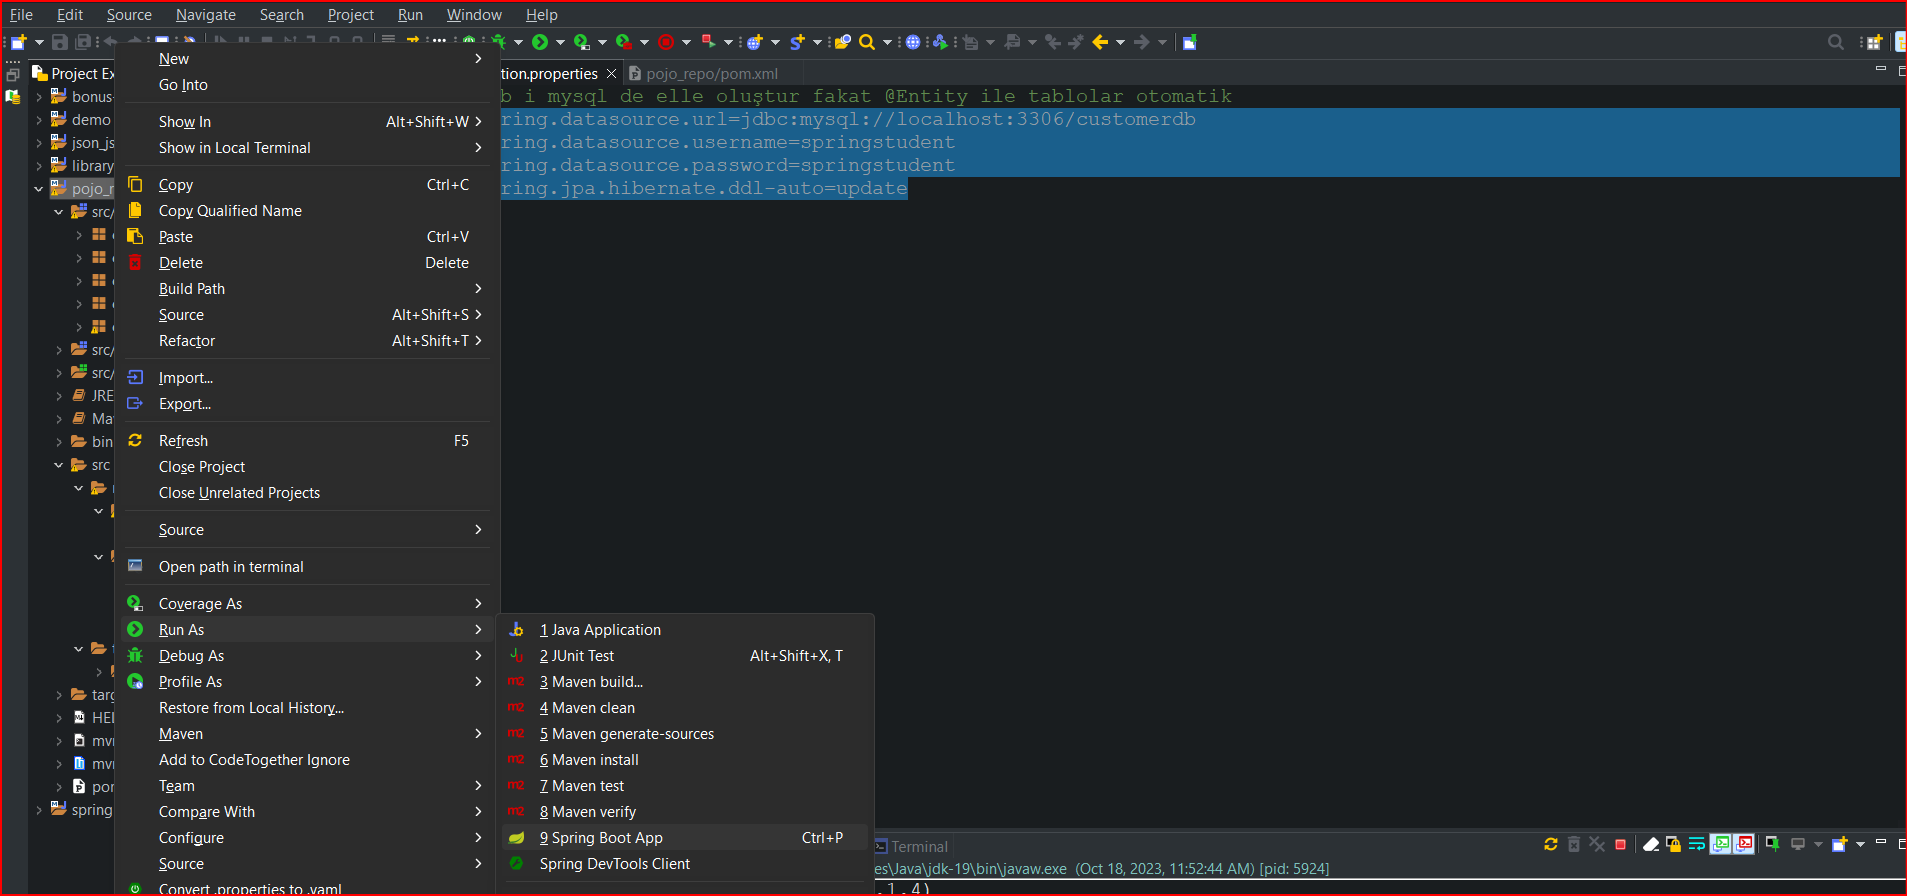 File Edit Source Navigate Search Project Run Window Help
Project Ex
tion.properties
pojo_repo/pom.xml
bonus-
demo
json_js
library
pojo_r
src/
src/
src/
JRE
Ma
bin
src
targ
HEL
mvn
mvn
pon
spring
b i mysql de elle oluştur fakat @Entity ile tablolar otomatik
ring.datasource.url=jdbc:mysql://localhost:3306/customerdb
ring.datasource.username=springstudent
ring.datasource.password=springstudent
ring.jpa.hibernate.ddl-auto=update
New
Go Into
Show In Alt+Shift+W
Show in Local Terminal
Copy Ctrl+C
Copy Qualified Name
Paste Ctrl+V
Delete Delete
Build Path
Source Alt+Shift+S
Refactor Alt+Shift+T
Import...
Export...
Refresh F5
Close Project
Close Unrelated Projects
Source
Open path in terminal
Coverage As
Run As
Debug As
Profile As
Restore from Local History...
Maven
Add to CodeTogether Ignore
Team
Compare With
Configure
Source
Convert .properties to .yaml
1 Java Application
2 JUnit Test Alt+Shift+X, T
3 Maven build...
4 Maven clean
5 Maven generate-sources
6 Maven install
7 Maven test
8 Maven verify
9 Spring Boot App Ctrl+P
Spring DevTools Client
Terminal
es\Java\jdk-19\bin\javaw.exe (Oct 18, 2023, 11:52:44 AM) [pid: 5924]
.1.4)